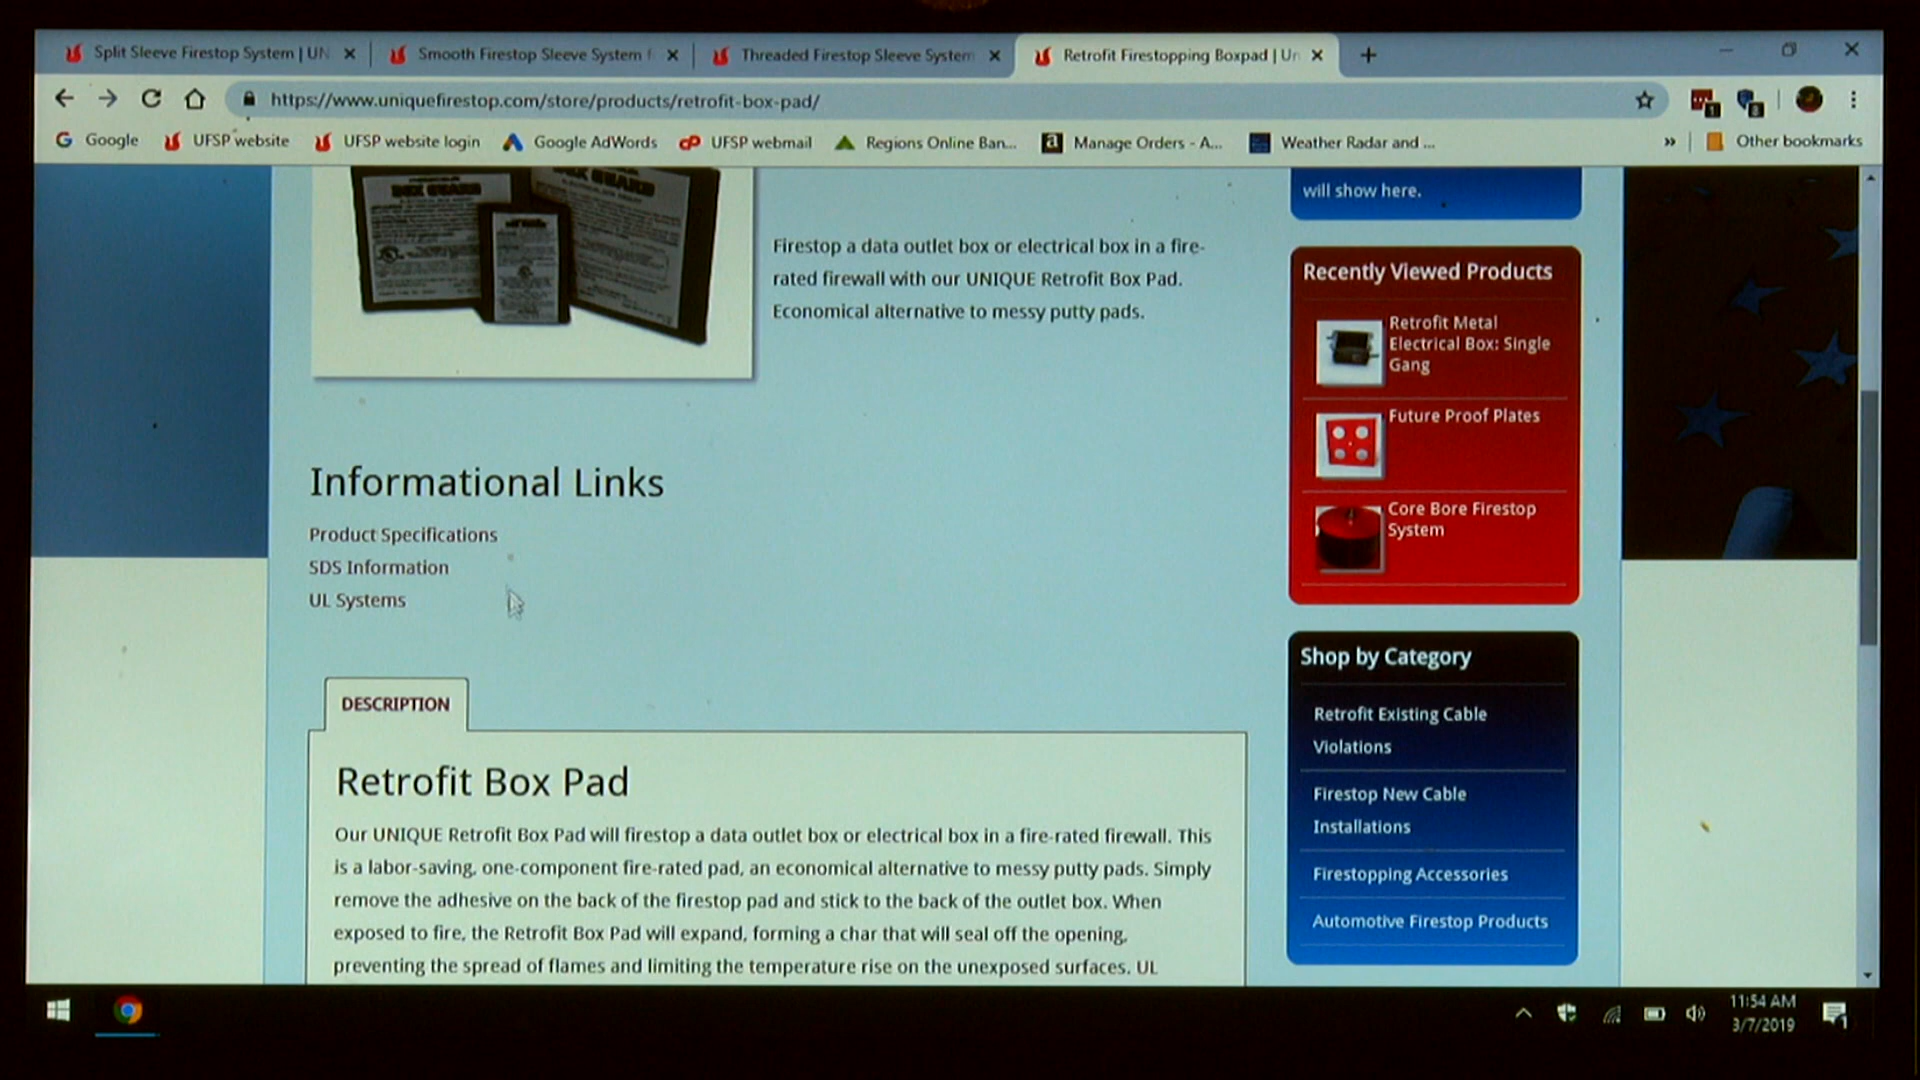 Split Sleeve Firestop System | UN
Smooth Firestop Sleeve System f
Threaded Firestop Sleeve System
Retrofit Firestopping Boxpad | Un
https://www.uniquefirestop.com/store/products/retrofit-box-pad/
Google
UFSP website
UFSP website login
Google AdWords
UFSP webmail
Regions Online Ban...
Manage Orders - A...
Weather Radar and ...
Other bookmarks
will show here.
Firestop a data outlet box or electrical box in a fire-
rated firewall with our UNIQUE Retrofit Box Pad.
Economical alternative to messy putty pads.
Recently Viewed Products
Retrofit Metal
Electrical Box: Single
Gang
Future Proof Plates
Core Bore Firestop
System
Informational Links
Product Specifications
SDS Information
UL Systems
Shop by Category
Retrofit Existing Cable
Violations
Firestop New Cable
Installations
Firestopping Accessories
Automotive Firestop Products
DESCRIPTION
Retrofit Box Pad
Our UNIQUE Retrofit Box Pad will firestop a data outlet box or electrical box in a fire-rated firewall. This
is a labor-saving, one-component fire-rated pad, an economical alternative to messy putty pads. Simply
remove the adhesive on the back of the firestop pad and stick to the back of the outlet box. When
exposed to fire, the Retrofit Box Pad will expand, forming a char that will seal off the opening,
preventing the spread of flames and limiting the temperature rise on the unexposed surfaces. UL
11:54 AM
3/7/2019